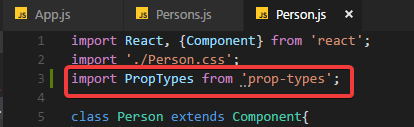 App.js Persons.js Person.js
1 import React, {Component} from 'react';
2 import './Person.css';
3 import PropTypes from 'prop-types';
4
5 class Person extends Component{